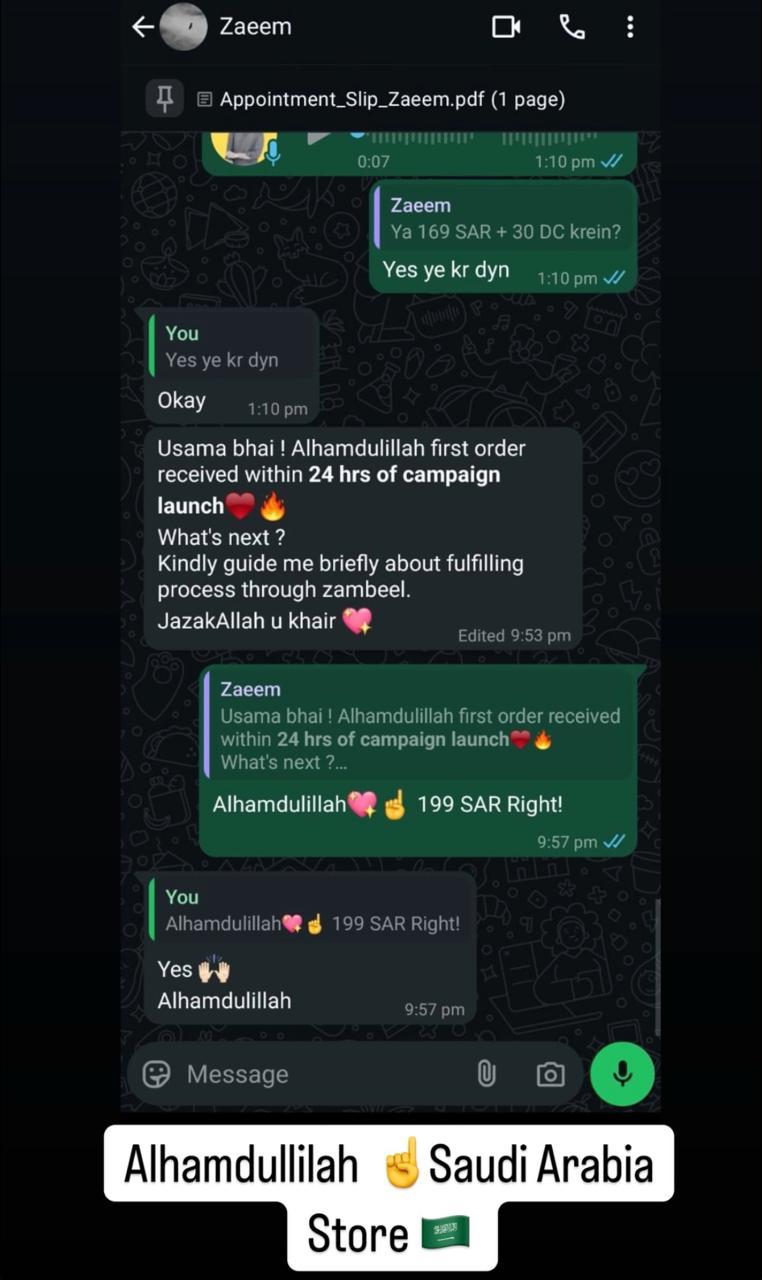 Zaeem
Appointment_Slip_Zaeem.pdf (1 page)
0:07 1:10 pm
Zaeem
Ya 169 SAR + 30 DC krein?
Yes ye kr dyn 1:10 pm
You
Yes ye kr dyn
Okay 1:10 pm
Usama bhai ! Alhamdulillah first order
received within 24 hrs of campaign
launch❤️🔥
What's next ?
Kindly guide me briefly about fulfilling
process through zambeel.
JazakAllah u khair 💖
Edited 9:53 pm
Zaeem
Usama bhai ! Alhamdulillah first order received
within 24 hrs of campaign launch❤️🔥
What's next ?...
Alhamdulillah💖☝️ 199 SAR Right!
9:57 pm
You
Alhamdulillah💖☝️ 199 SAR Right!
Yes 🙌🏻
Alhamdulillah 9:57 pm
Message
Alhamdullilah ☝️Saudi Arabia
Store 🇸🇦